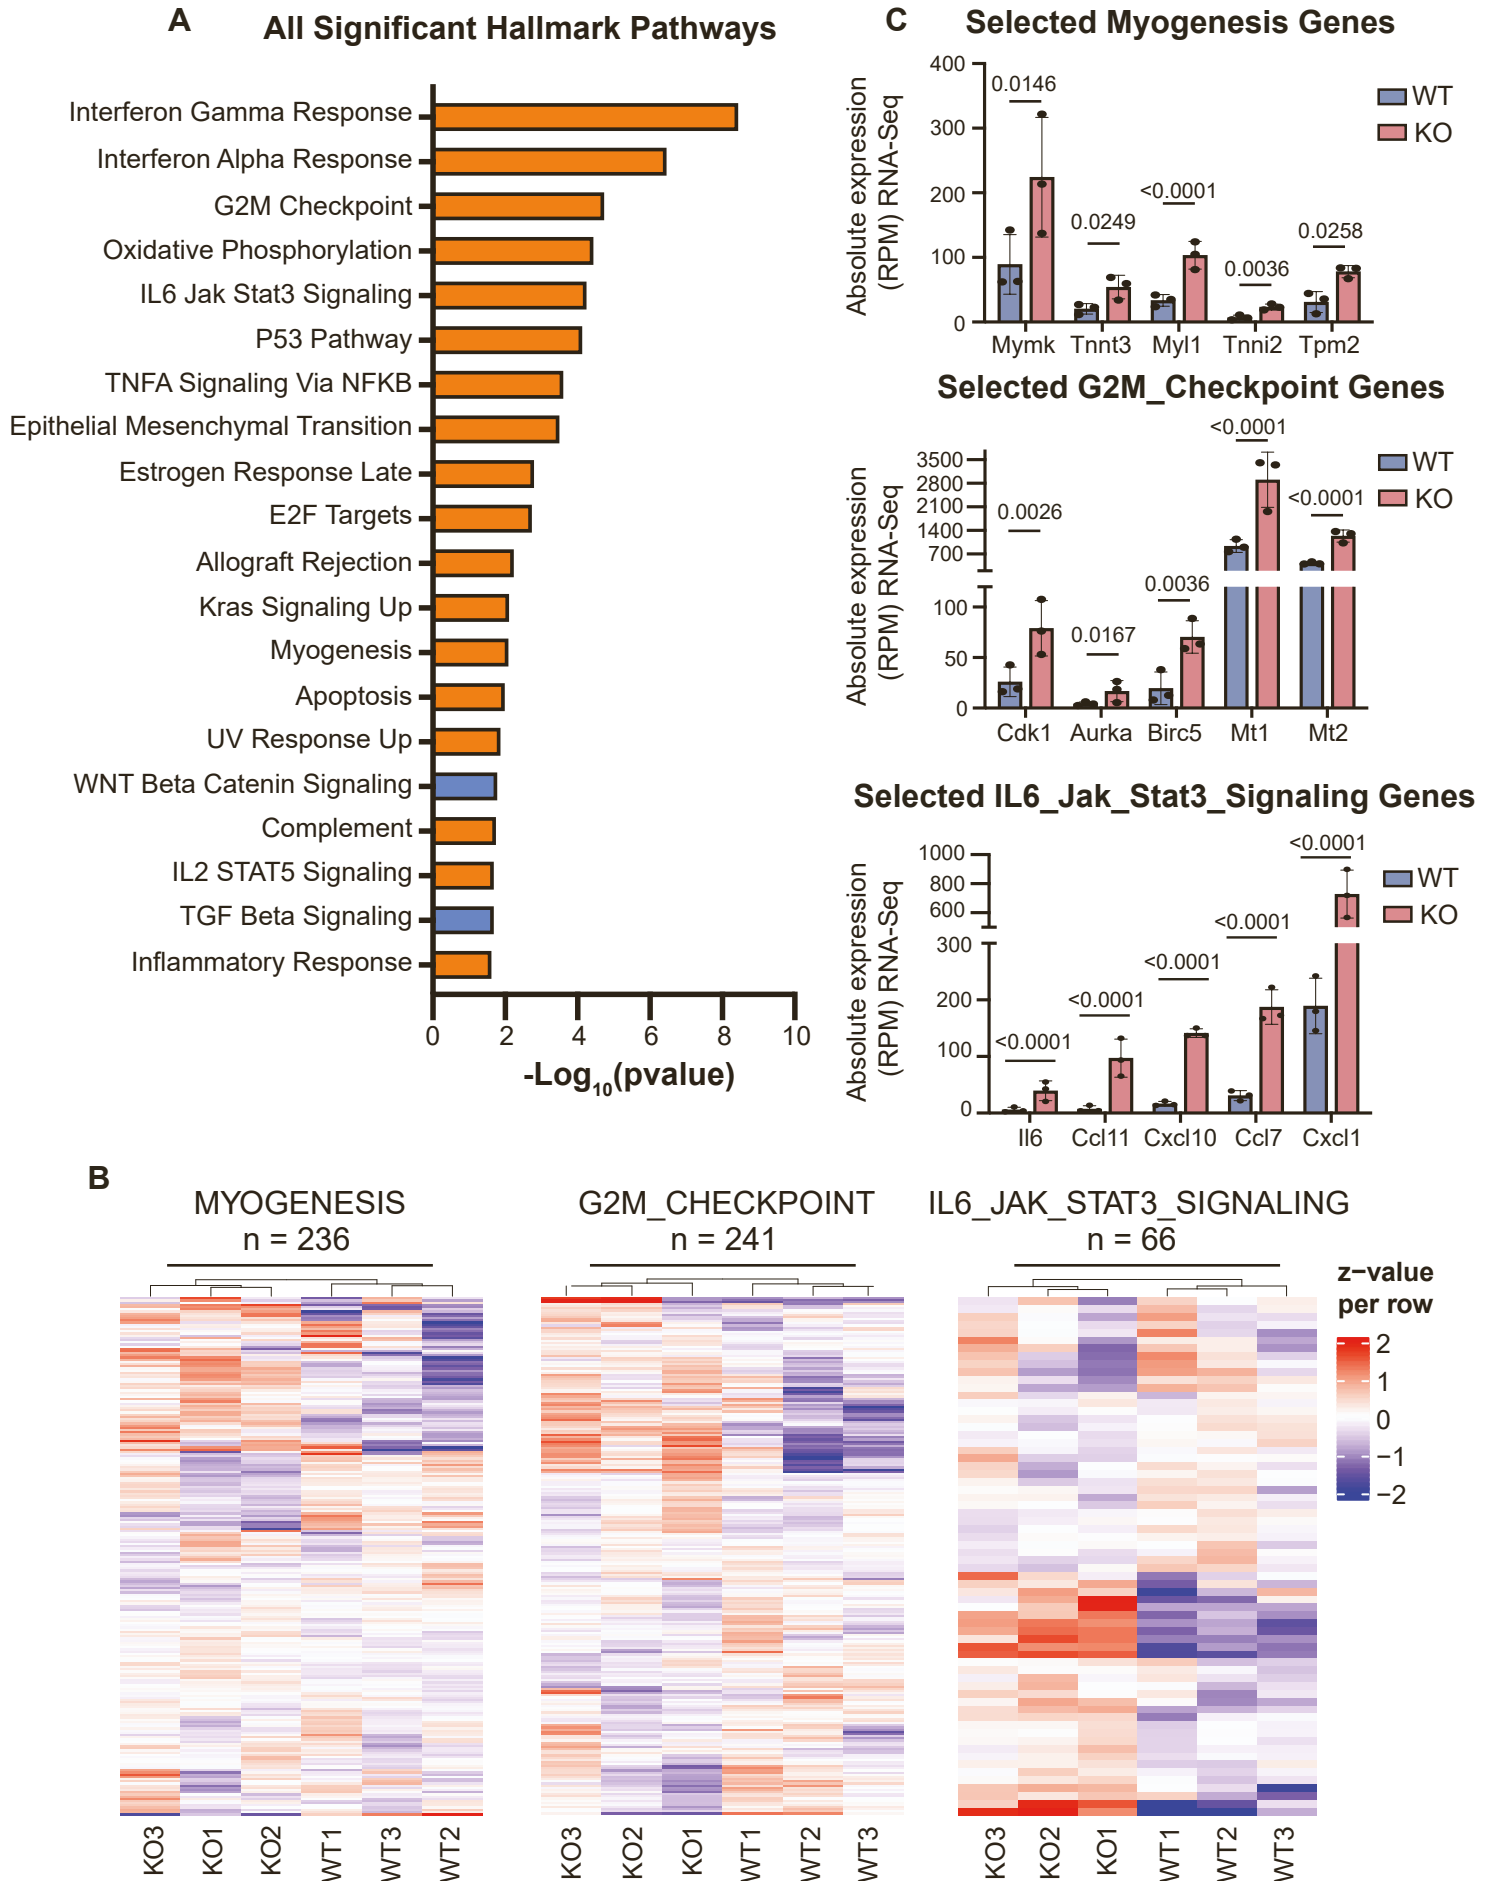 A
All Significant Hallmark Pathways
Interferon Gamma Response
Interferon Alpha Response
G2M Checkpoint
Oxidative Phosphorylation
IL6 Jak Stat3 Signaling
P53 Pathway
TNFA Signaling Via NFKB
Epithelial Mesenchymal Transition
Estrogen Response Late
E2F Targets
Allograft Rejection
Kras Signaling Up
Myogenesis
Apoptosis
UV Response Up
WNT Beta Catenin Signaling
Complement
IL2 STAT5 Signaling
TGF Beta Signaling
Inflammatory Response
0 2 4 6 8 10
-Log10(pvalue)
C
Selected Myogenesis Genes
Absolute expression
(RPM) RNA-Seq
400
300
200
100
0
0.0146
0.0249
<0.0001
0.0036
0.0258
WT
KO
Mymk Tnnt3 Myl1 Tnni2 Tpm2
Selected G2M_Checkpoint Genes
Absolute expression
(RPM) RNA-Seq
3500
2800
2100
1400
700
100
50
0
0.0026
0.0167
0.0036
<0.0001
<0.0001
WT
KO
Cdk1 Aurka Birc5 Mt1 Mt2
Selected IL6_Jak_Stat3_Signaling Genes
Absolute expression
(RPM) RNA-Seq
1000
800
600
300
200
100
0
<0.0001
<0.0001
<0.0001
<0.0001
<0.0001
WT
KO
Il6 Ccl11 Cxcl10 Ccl7 Cxcl1
B
MYOGENESIS
n = 236
KO3 KO1 KO2 WT1 WT3 WT2
G2M_CHECKPOINT
n = 241
KO3 KO2 KO1 WT1 WT2 WT3
IL6_JAK_STAT3_SIGNALING
n = 66
KO3 KO2 KO1 WT1 WT2 WT3
z−value
per row
2
1
0
−1
−2